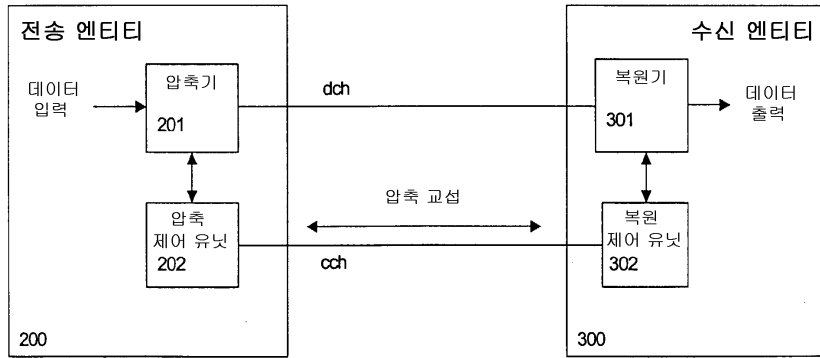 전송 엔티티
수신 엔티티
데이터
입력
압축기
201
dch
복원기
301
데이터
출력
압축 교섭
압축
제어 유닛
202
cch
복원
제어 유닛
302
200
300